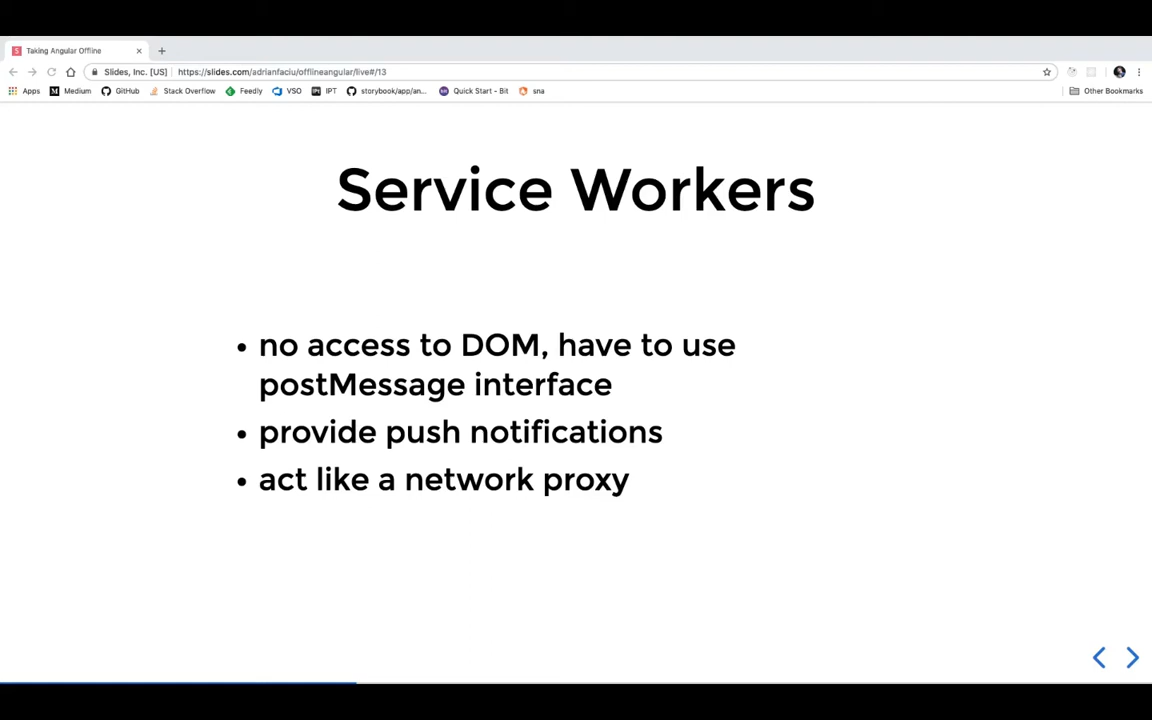 Taking Angular Offline
Slides, Inc. [US] https://slides.com/adrianfaciu/offlineangular/live#/13
Apps Medium GitHub Stack Overflow Feedly VSO IPT storybook/app/an... Quick Start - Bit sna Other Bookmarks
Service Workers
• no access to DOM, have to use
postMessage interface
• provide push notifications
• act like a network proxy